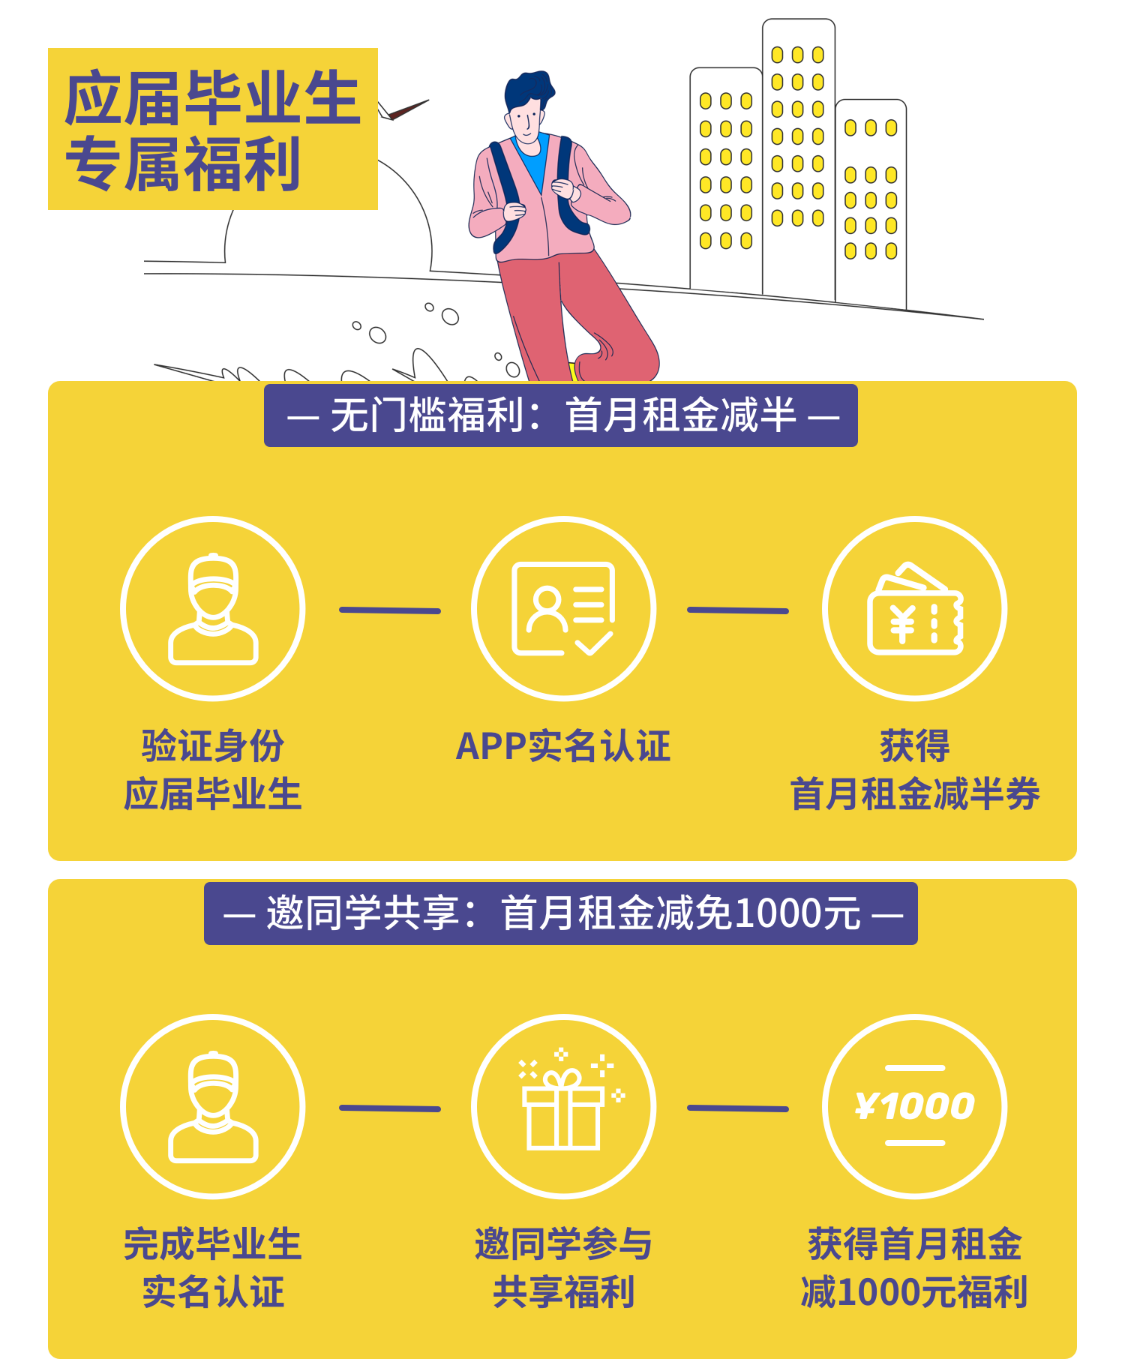 应届毕业生
专属福利
— 无门槛福利：首月租金减半 —
验证身份
应届毕业生
APP实名认证
获得
首月租金减半券
— 邀同学共享：首月租金减免1000元 —
¥1000
完成毕业生
实名认证
邀同学参与
共享福利
获得首月租金
减1000元福利